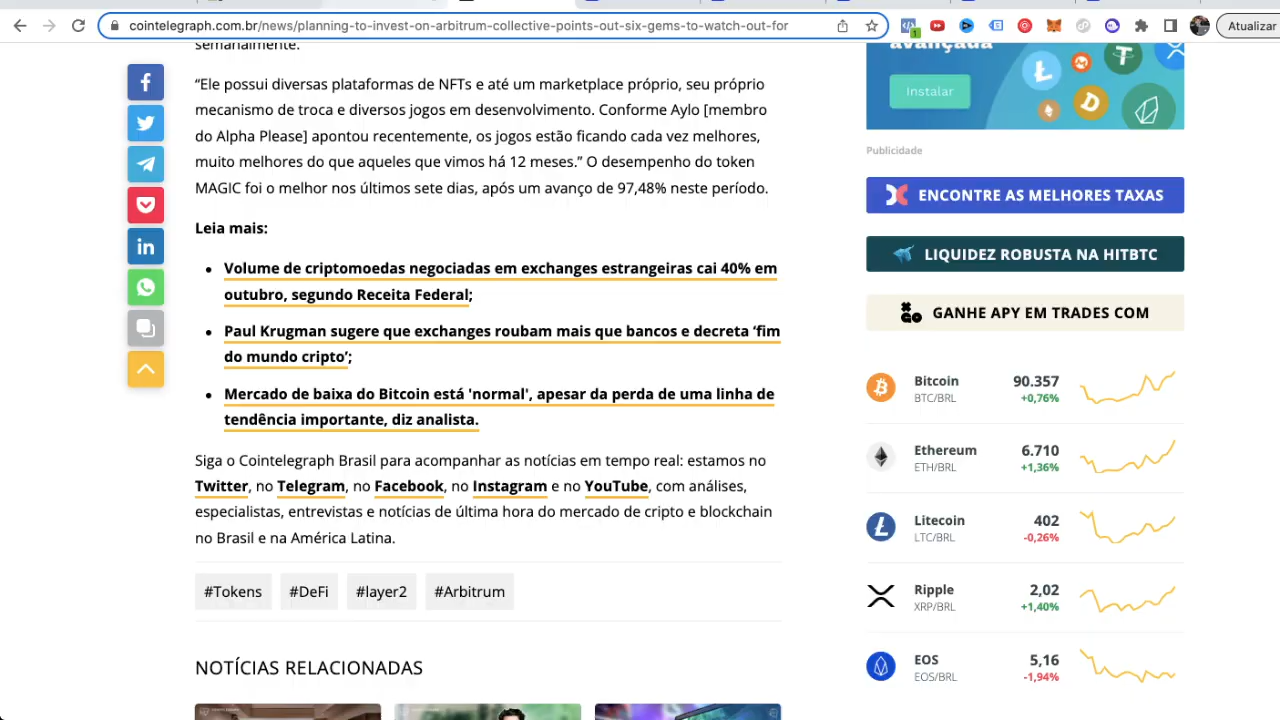 cointelegraph.com.br/news/planning-to-invest-on-arbitrum-collective-points-out-six-gems-to-watch-out-for
1
Atualizar
semanalmente.
“Ele possui diversas plataformas de NFTs e até um marketplace próprio, seu próprio
mecanismo de troca e diversos jogos em desenvolvimento. Conforme Aylo [membro
do Alpha Please] apontou recentemente, os jogos estão ficando cada vez melhores,
muito melhores do que aqueles que vimos há 12 meses.” O desempenho do token
MAGIC foi o melhor nos últimos sete dias, após um avanço de 97,48% neste período.
Leia mais:
Volume de criptomoedas negociadas em exchanges estrangeiras cai 40% em
outubro, segundo Receita Federal;
Paul Krugman sugere que exchanges roubam mais que bancos e decreta ‘fim
do mundo cripto’;
Mercado de baixa do Bitcoin está 'normal', apesar da perda de uma linha de
tendência importante, diz analista.
Siga o Cointelegraph Brasil para acompanhar as notícias em tempo real: estamos no
Twitter, no Telegram, no Facebook, no Instagram e no YouTube, com análises,
especialistas, entrevistas e notícias de última hora do mercado de cripto e blockchain
no Brasil e na América Latina.
#Tokens #DeFi #layer2 #Arbitrum
NOTÍCIAS RELACIONADAS
avançada
Instalar
Publicidade
ENCONTRE AS MELHORES TAXAS
LIQUIDEZ ROBUSTA NA HITBTC
GANHE APY EM TRADES COM
Bitcoin 90.357
BTC/BRL +0,76%
Ethereum 6.710
ETH/BRL +1,36%
Litecoin 402
LTC/BRL -0,26%
Ripple 2,02
XRP/BRL +1,40%
EOS 5,16
EOS/BRL -1,94%